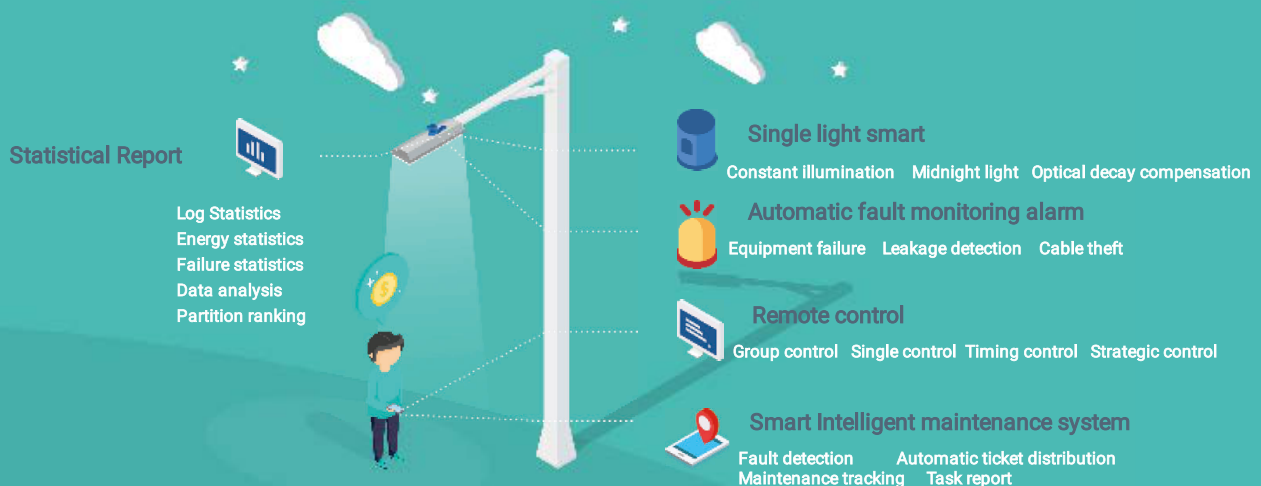 Statistical Report
Log Statistics
Energy statistics
Failure statistics
Data analysis
Partition ranking
Single light smart
Constant illumination Midnight light Optical decay compensation
Automatic fault monitoring alarm
Equipment failure Leakage detection Cable theft
Remote control
Group control Single control Timing control Strategic control
Smart Intelligent maintenance system
Fault detection Automatic ticket distribution
Maintenance tracking Task report
$